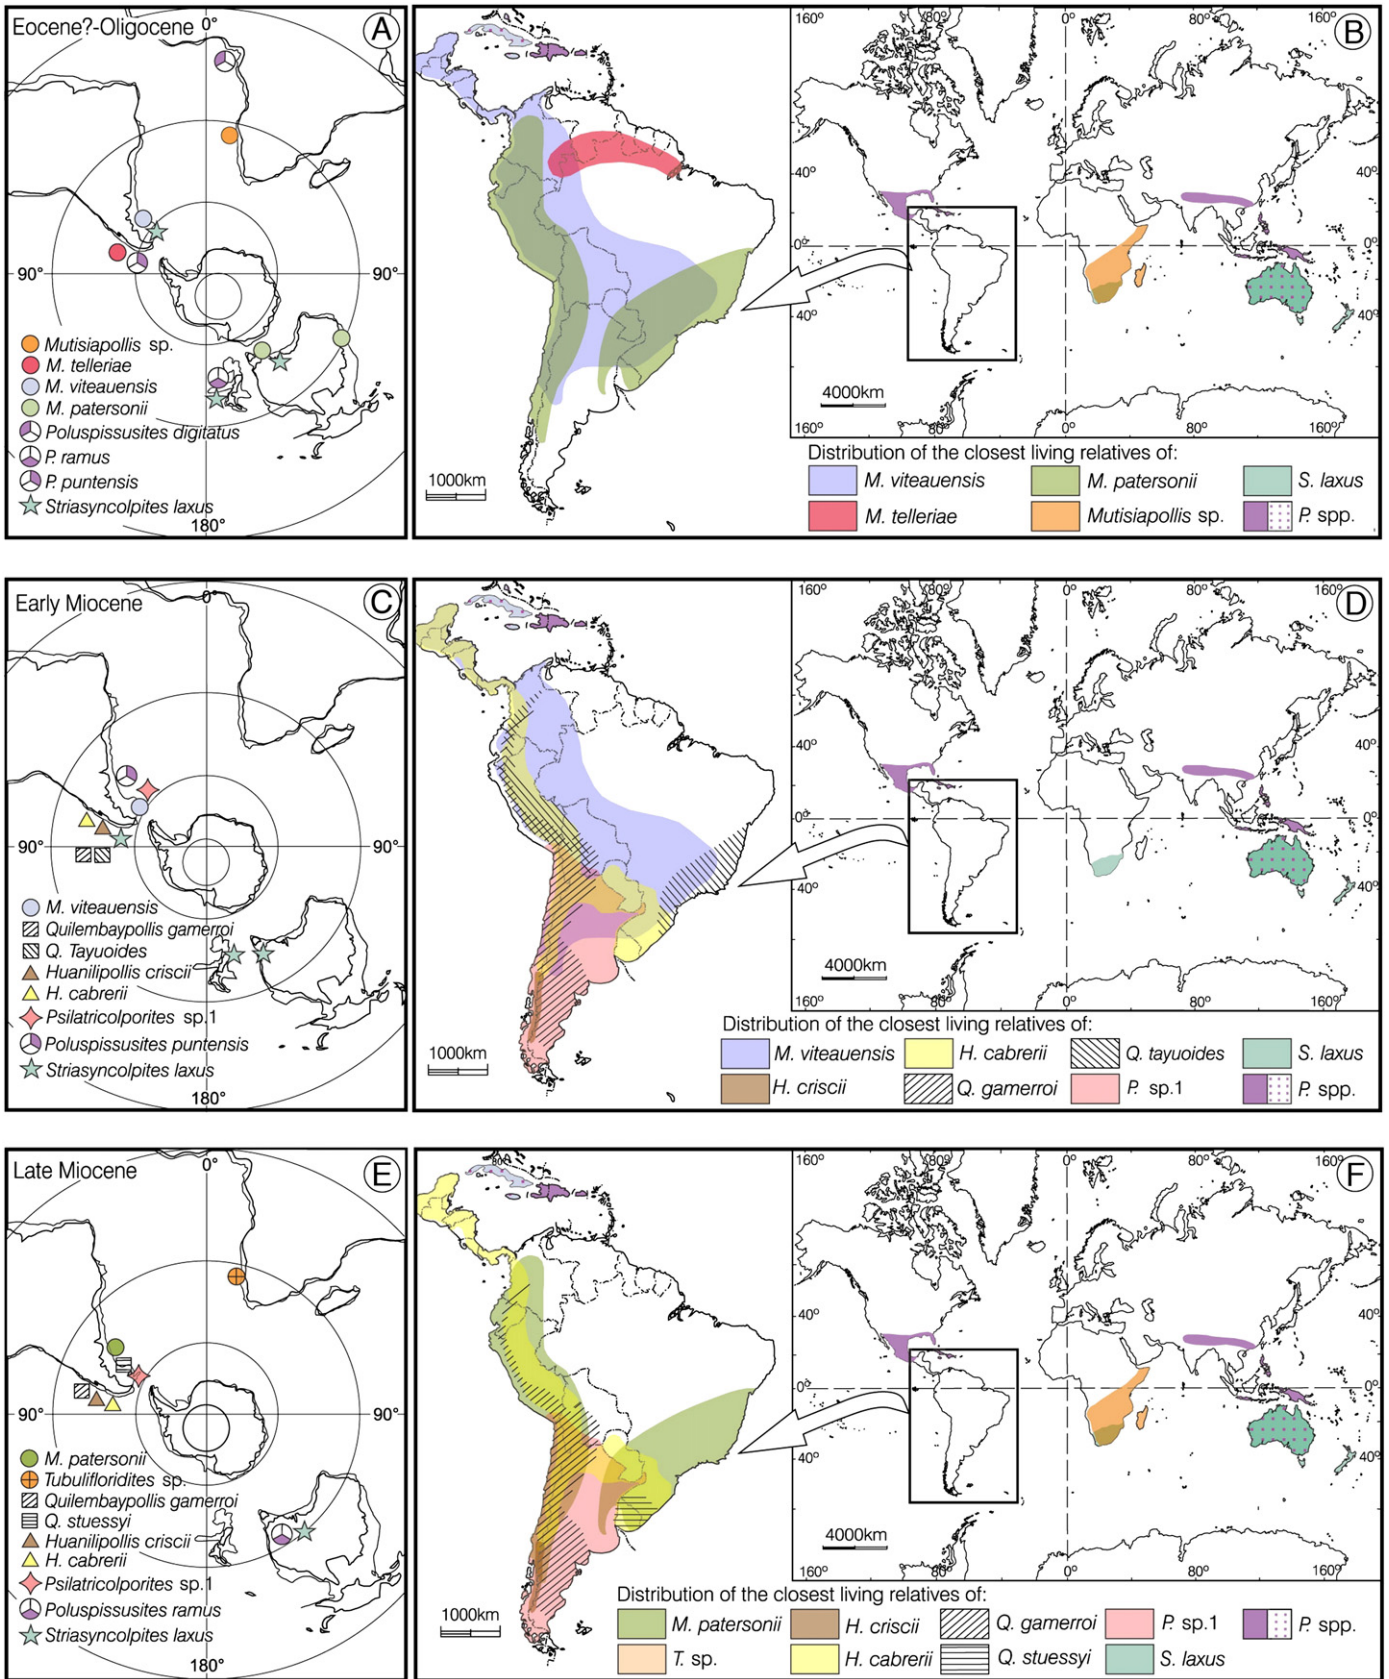 Eocene?-Oligocene
0°
A
90°
90°
Mutisiapollis sp.
M. telleriae
M. viteauensis
M. patersonii
Poluspissusites digitatus
P. ramus
P. puntensis
Striasyncolpites laxus
180°
1000km
160°
80°
0°
80°
160°
B
40°
40°
0°
0°
40°
40°
4000km
160°
80°
0°
80°
160°
Distribution of the closest living relatives of:
M. viteauensis
M. patersonii
S. laxus
M. telleriae
Mutisiapollis sp.
P. spp.
Early Miocene
0°
C
90°
90°
M. viteauensis
Quilembaypollis gamerroi
Q. Tayuoides
Huanilipollis criscii
H. cabrerii
Psilatricolporites sp.1
Poluspissusites puntensis
Striasyncolpites laxus
180°
1000km
160°
80°
0°
80°
160°
D
40°
40°
0°
0°
40°
40°
4000km
160°
80°
0°
80°
160°
Distribution of the closest living relatives of:
M. viteauensis
H. cabrerii
Q. tayuoides
S. laxus
H. criscii
Q. gamerroi
P. sp.1
P. spp.
Late Miocene
0°
E
90°
90°
M. patersonii
Tubulifloridites sp.
Quilembaypollis gamerroi
Q. stuessyi
Huanilipollis criscii
H. cabrerii
Psilatricolporites sp.1
Poluspissusites ramus
Striasyncolpites laxus
180°
1000km
160°
80°
0°
80°
160°
F
40°
40°
0°
0°
40°
40°
4000km
160°
80°
0°
80°
160°
Distribution of the closest living relatives of:
M. patersonii
H. criscii
Q. gamerroi
P. sp.1
P. spp.
T. sp.
H. cabrerii
Q. stuessyi
S. laxus